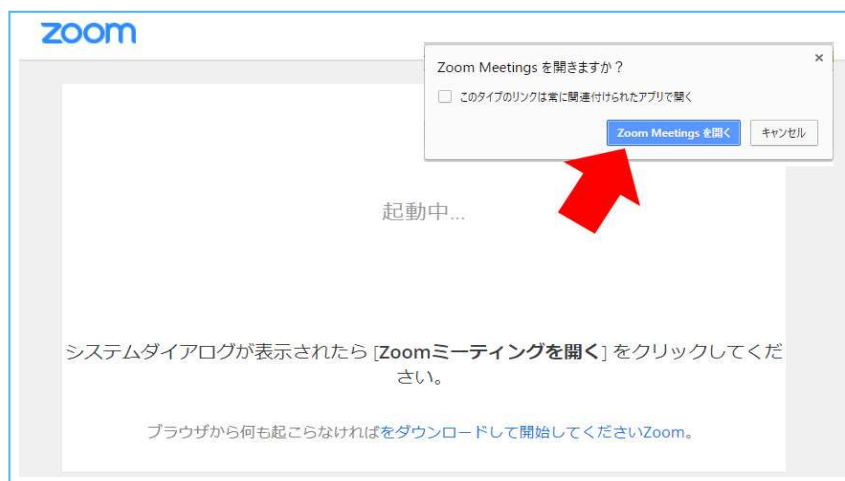 zoom
Zoom Meetings を開きますか？
×
このタイプのリンクは常に関連付けられたアプリで開く
Zoom Meetings を開く
キャンセル
起動中...
システムダイアログが表示されたら [Zoomミーティングを開く] をクリックしてくだ
さい。
ブラウザから何も起こらなければをダウンロードして開始してくださいZoom。